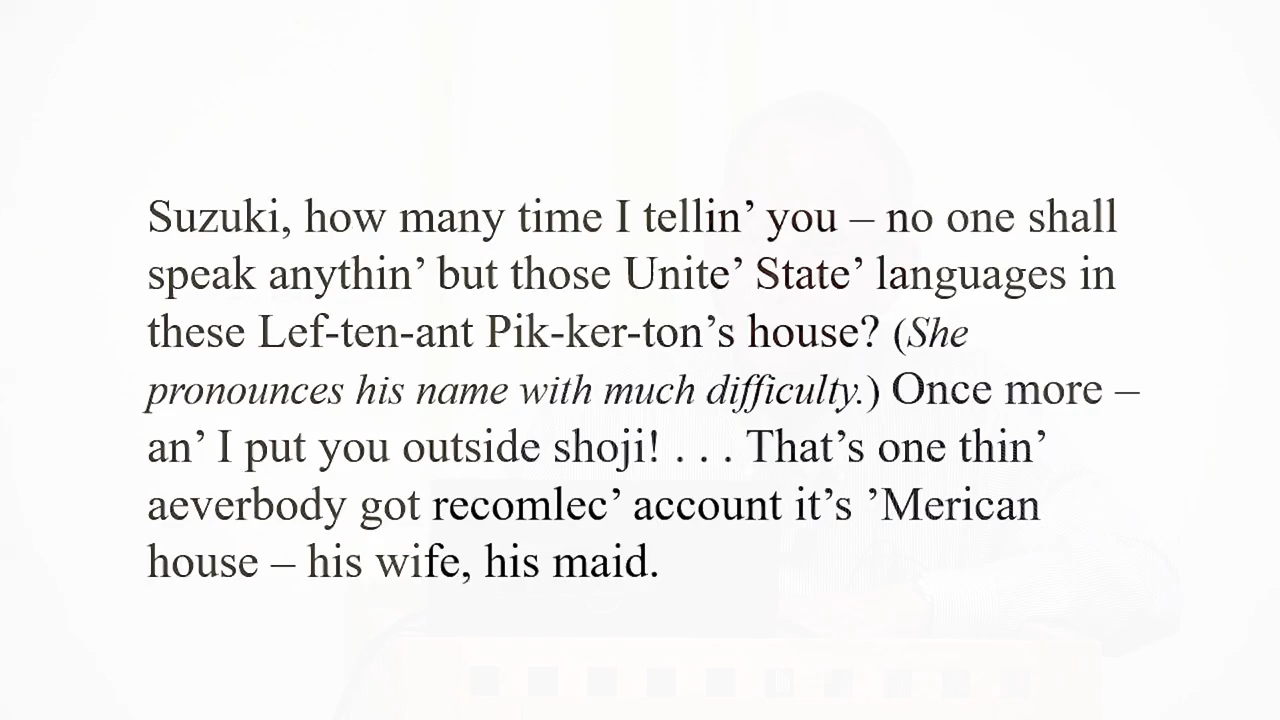 Suzuki, how many time I tellin’ you – no one shall
speak anythin’ but those Unite’ State’ languages in
these Lef-ten-ant Pik-ker-ton’s house? (She
pronounces his name with much difficulty.) Once more –
an’ I put you outside shoji! . . . That’s one thin’
aeverbody got recomlec’ account it’s ’Merican
house – his wife, his maid.